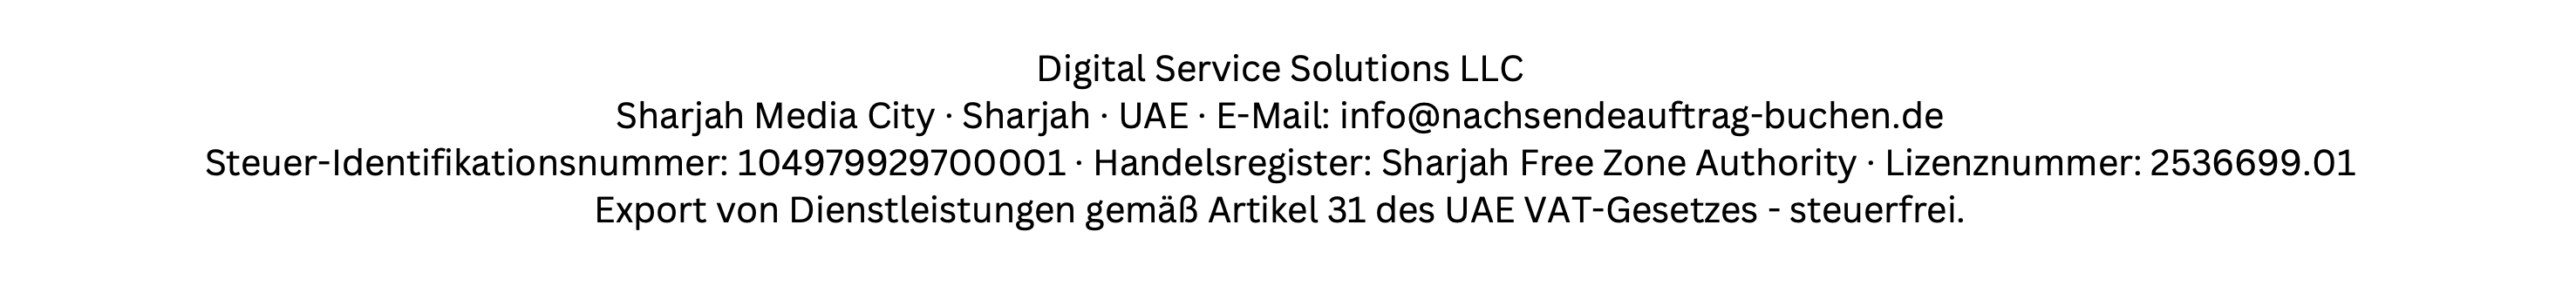 Digital Service Solutions LLC
Sharjah Media City · Sharjah · UAE · E-Mail: info@nachsendeauftrag-buchen.de
Steuer-Identifikationsnummer: 104979929700001 · Handelsregister: Sharjah Free Zone Authority · Lizenznummer: 2536699.01
Export von Dienstleistungen gemäß Artikel 31 des UAE VAT-Gesetzes - steuerfrei.